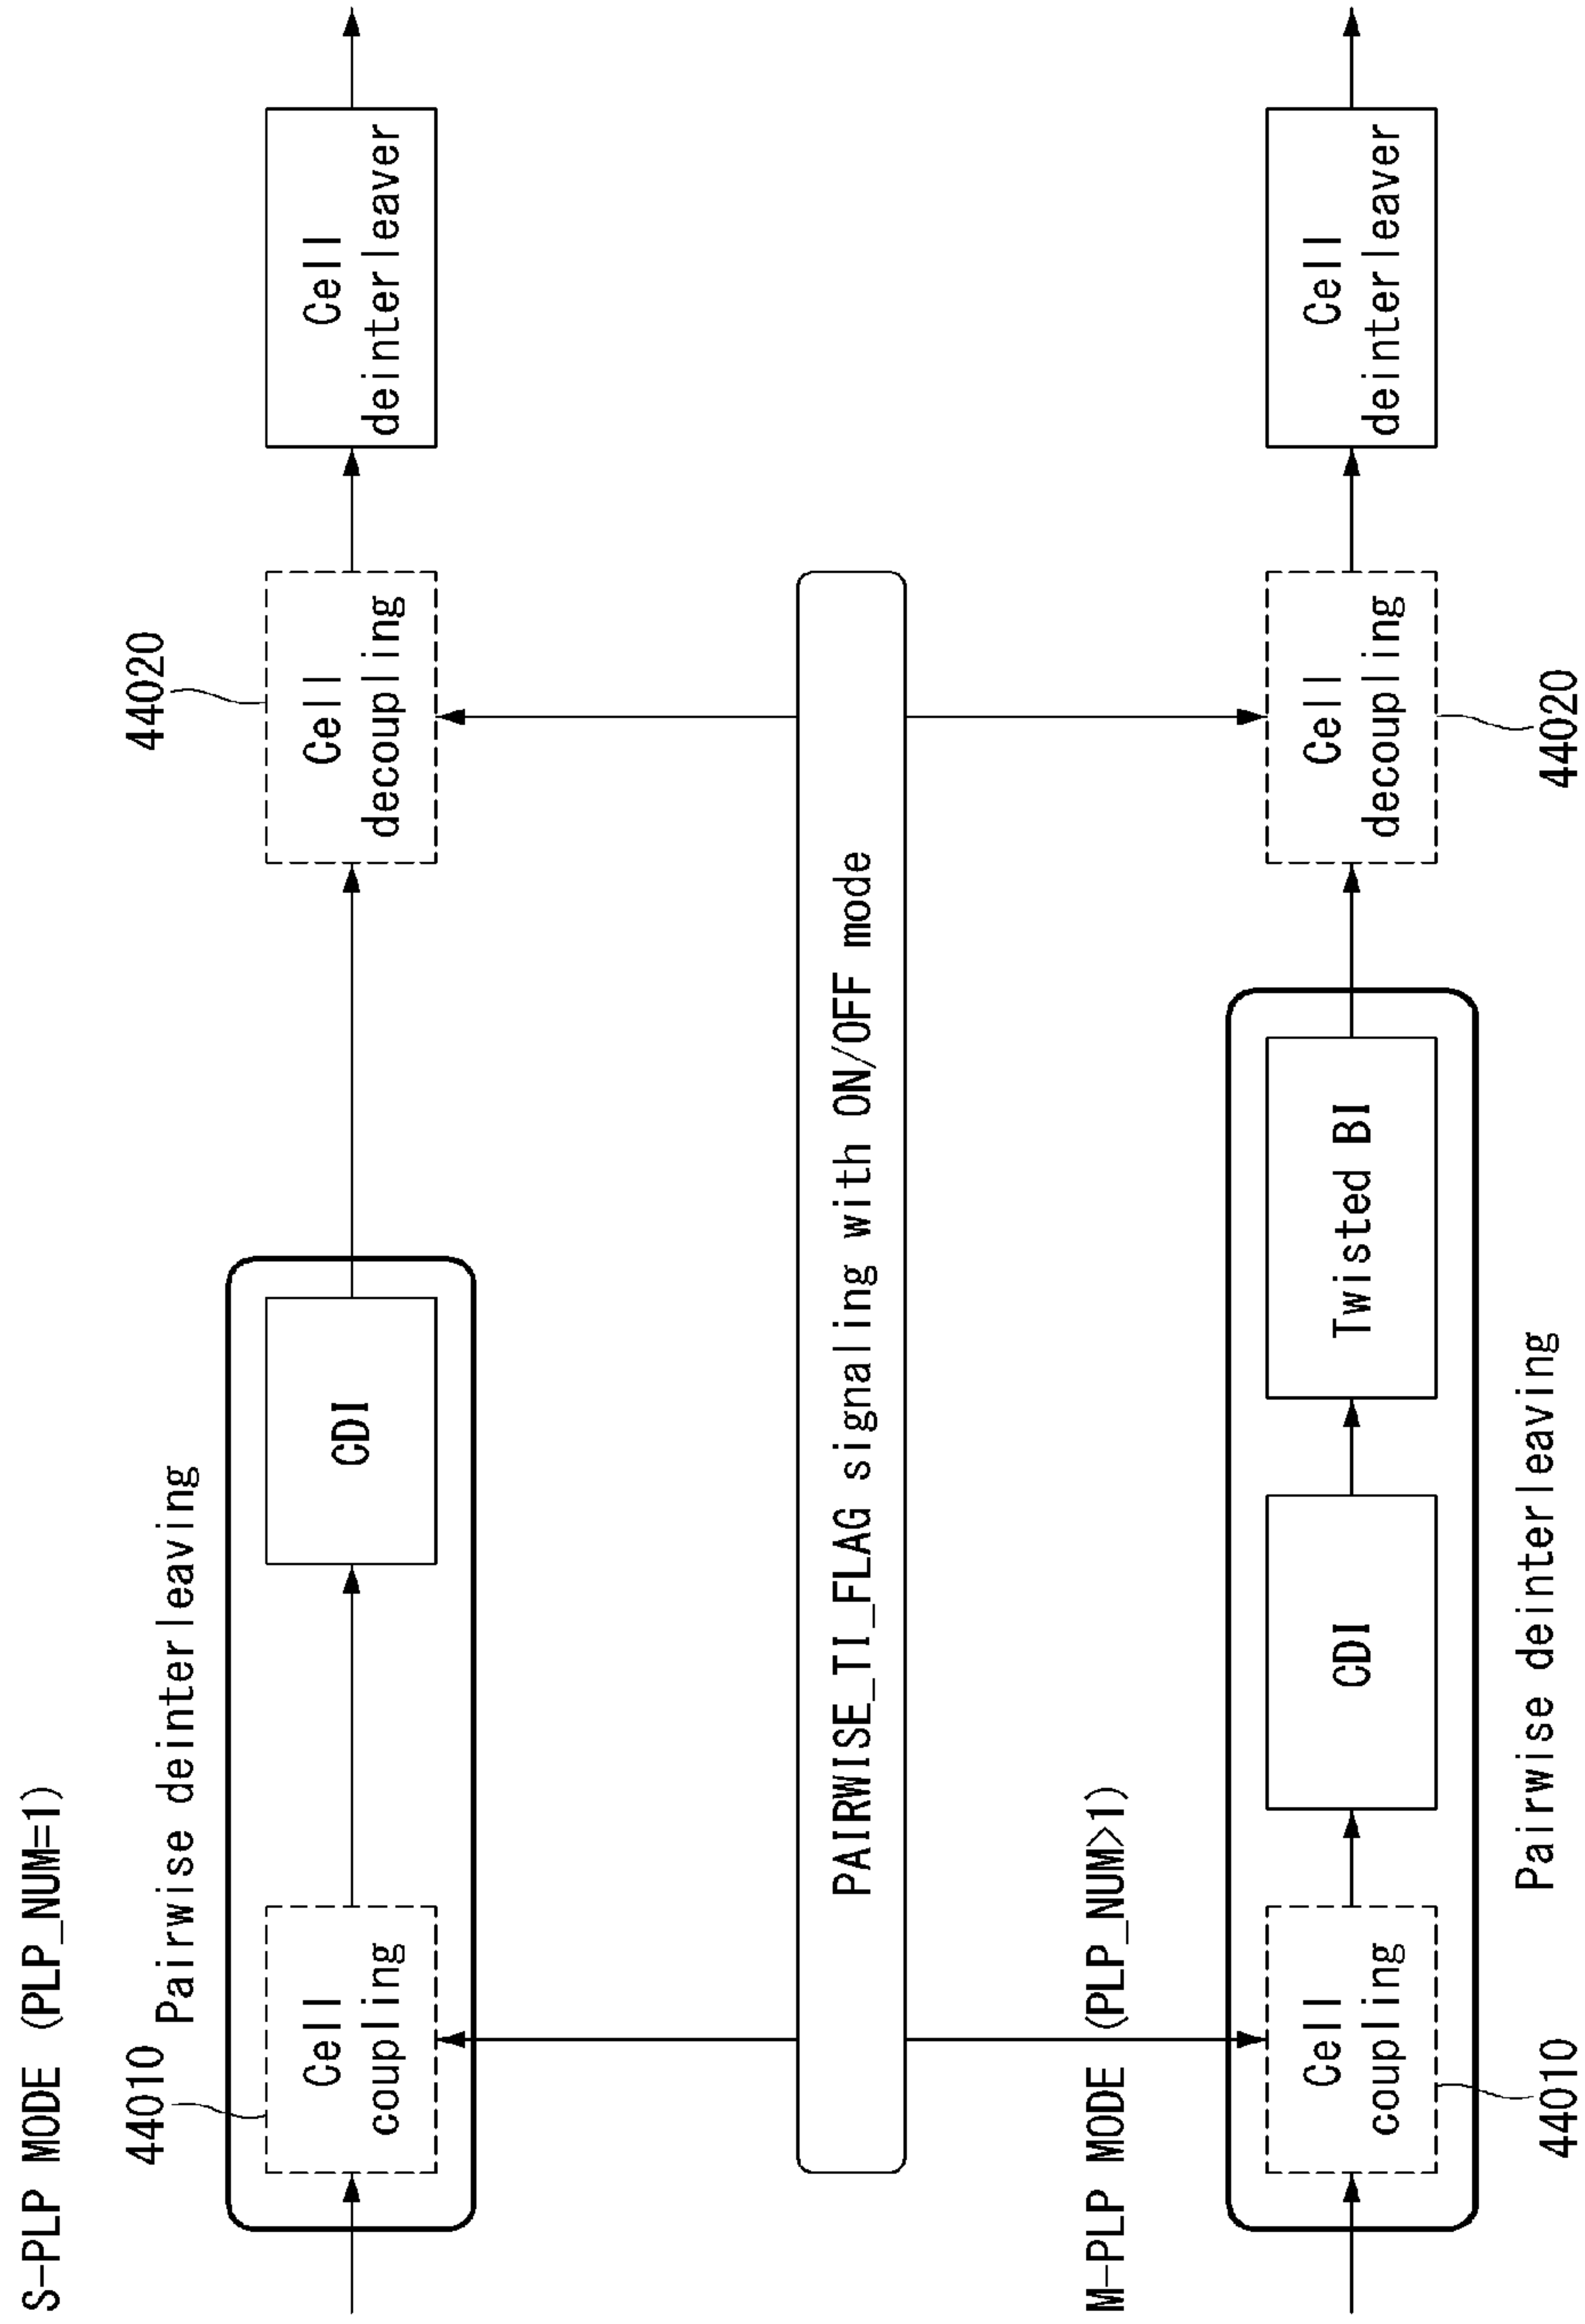 S-PLP MODE (PLP_NUM=1)
Pairwise deinterleaving
44010
Cell
coupling
CDI
44020
Cell
decoupling
Cell
deinterleaver
PAIRWISE_TI_FLAG signaling with ON/OFF mode
M-PLP MODE (PLP_NUM>1)
Cell
coupling
44010
CDI
Twisted BI
Pairwise deinterleaving
Cell
decoupling
44020
Cell
deinterleaver